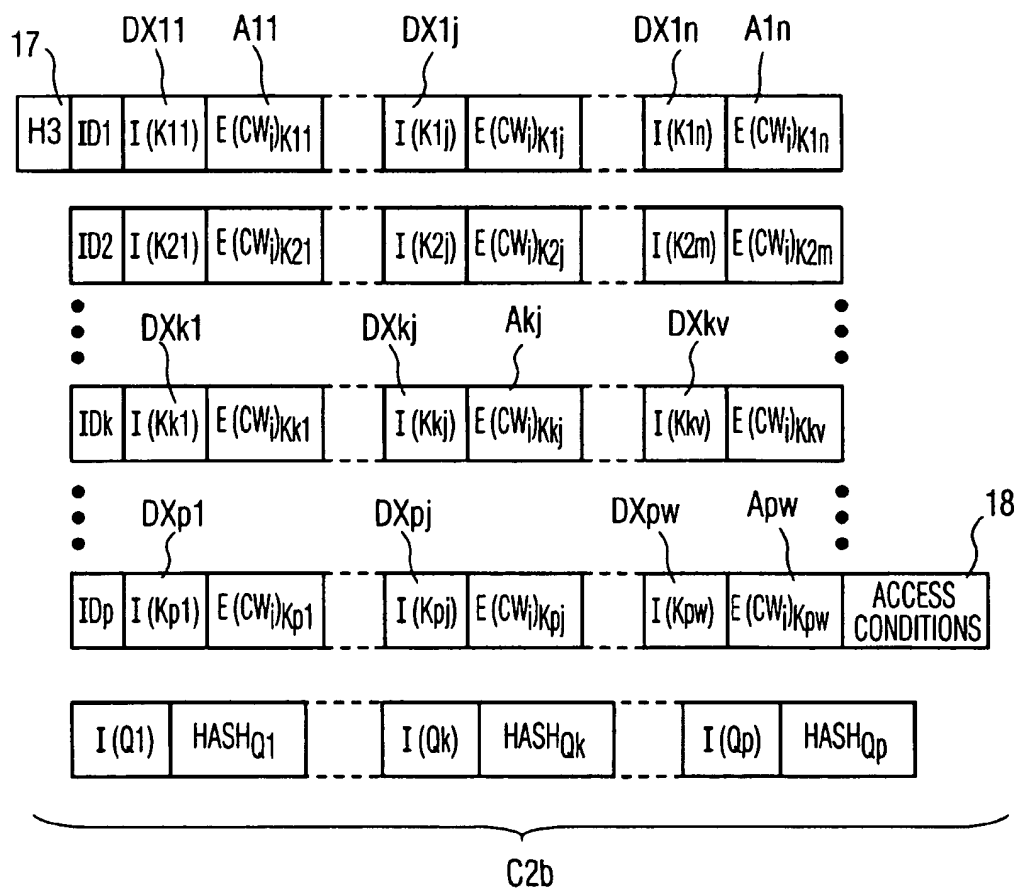 17 DX11 A11 DX1j DX1n A1n
H3 ID1 I(K11) E(CWi)K11 I(K1j) E(CWi)K1j I(K1n) E(CWi)K1n
ID2 I(K21) E(CWi)K21 I(K2j) E(CWi)K2j I(K2m) E(CWi)K2m
DXk1 DXkj Akj DXkv
IDk I(Kk1) E(CWi)Kk1 I(Kkj) E(CWi)Kkj I(Kkv) E(CWi)Kkv
DXp1 DXpj DXpw Apw 18
IDp I(Kp1) E(CWi)Kp1 I(Kpj) E(CWi)Kpj I(Kpw) E(CWi)Kpw ACCESS
CONDITIONS
I(Q1) HASHQ1 I(Qk) HASHQk I(Qp) HASHQp
C2b